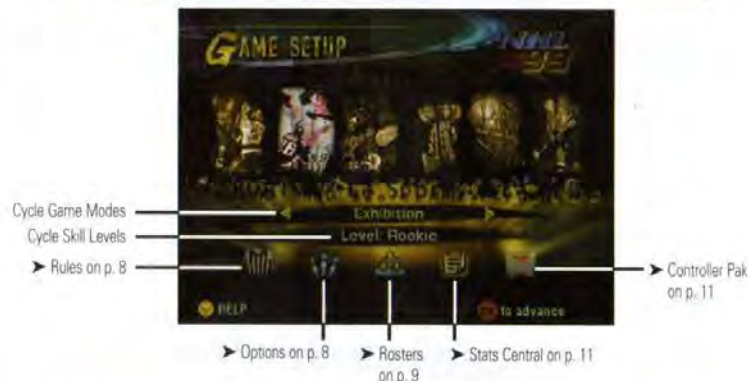 GAME SETUP
NHL
99
Exhibition
Level: Rookie
HELP
to advance
Cycle Game Modes
Cycle Skill Levels
➤ Rules on p. 8
➤ Options on p. 8
➤ Rosters
on p. 9
➤ Stats Central on p. 11
➤ Controller Pak
on p. 11